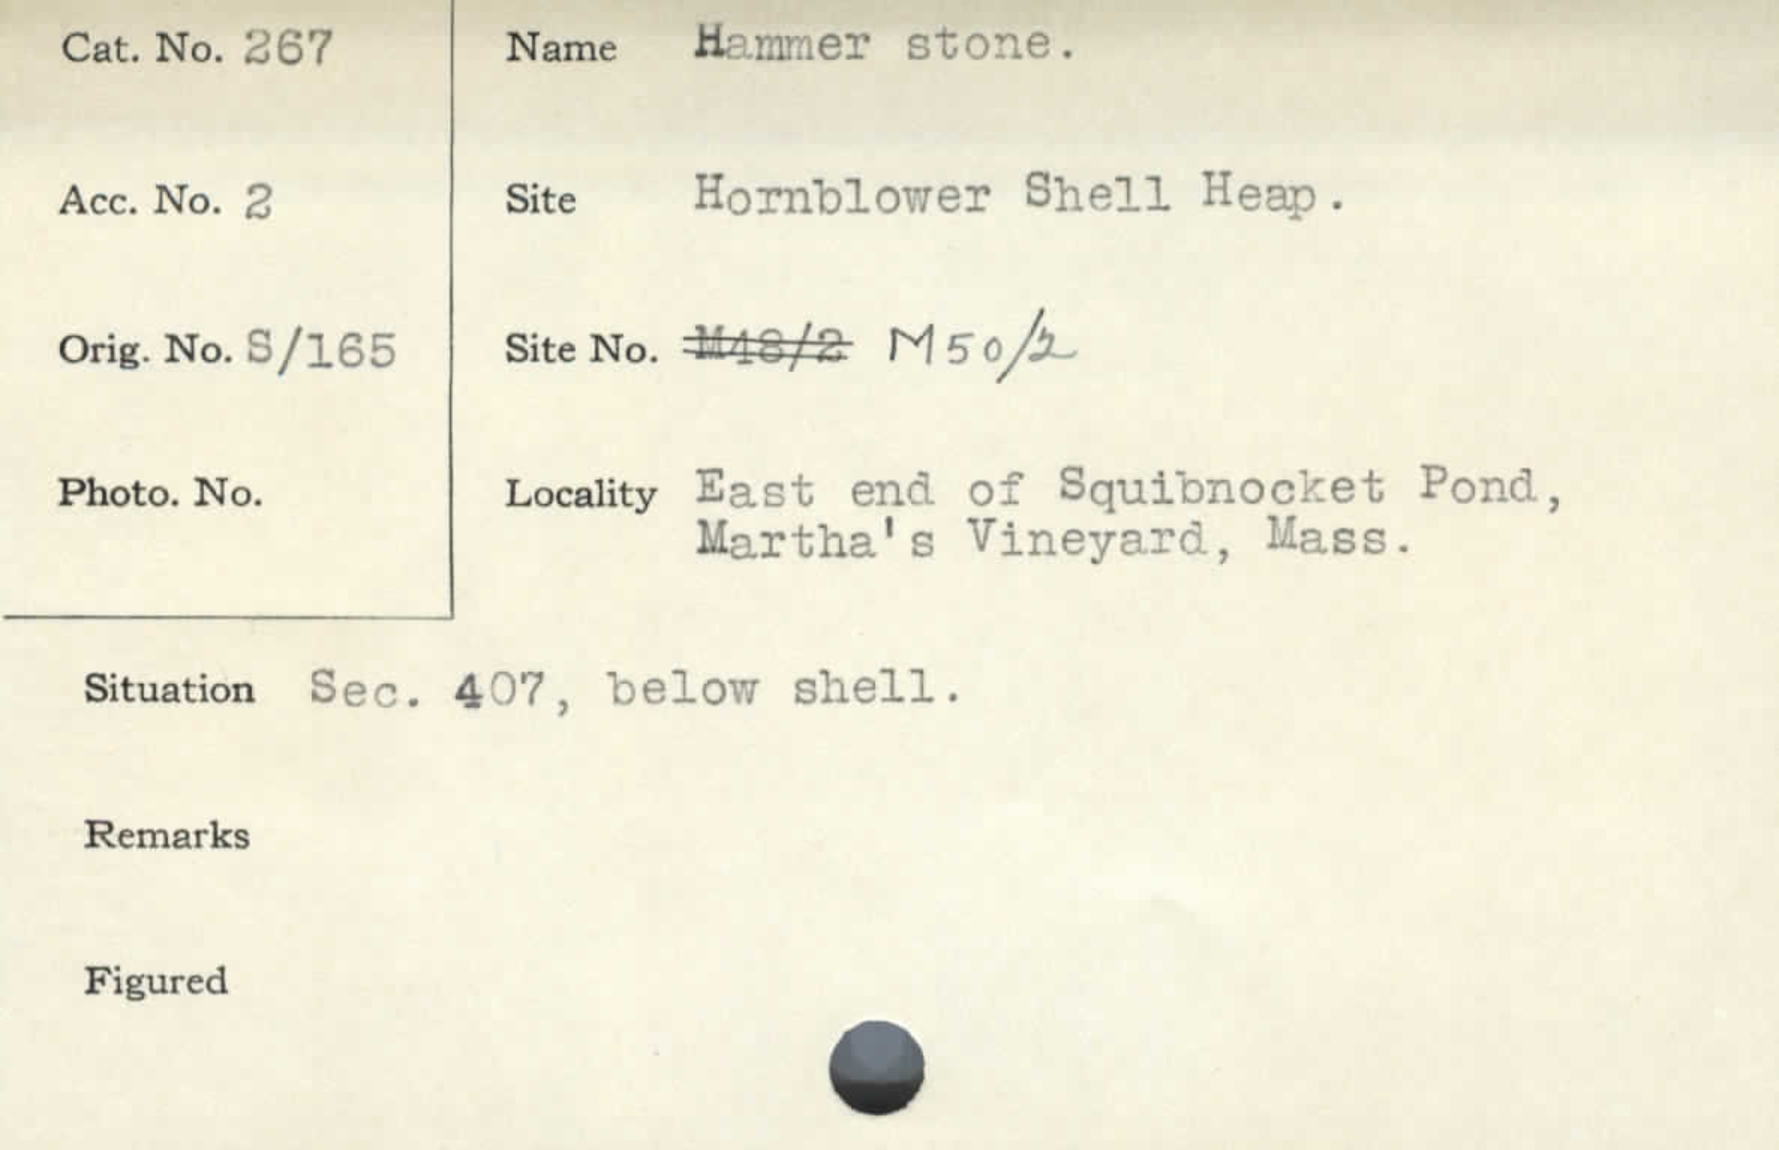 Cat. No. 267
Name Hammer stone.
Acc. No. 2
Site Hornblower Shell Heap.
Orig. No. S/165
Site No. M48/2 M50/2
Photo. No.
Locality East end of Squibnocket Pond,
Martha's Vineyard, Mass.
Situation Sec. 407, below shell.
Remarks
Figured